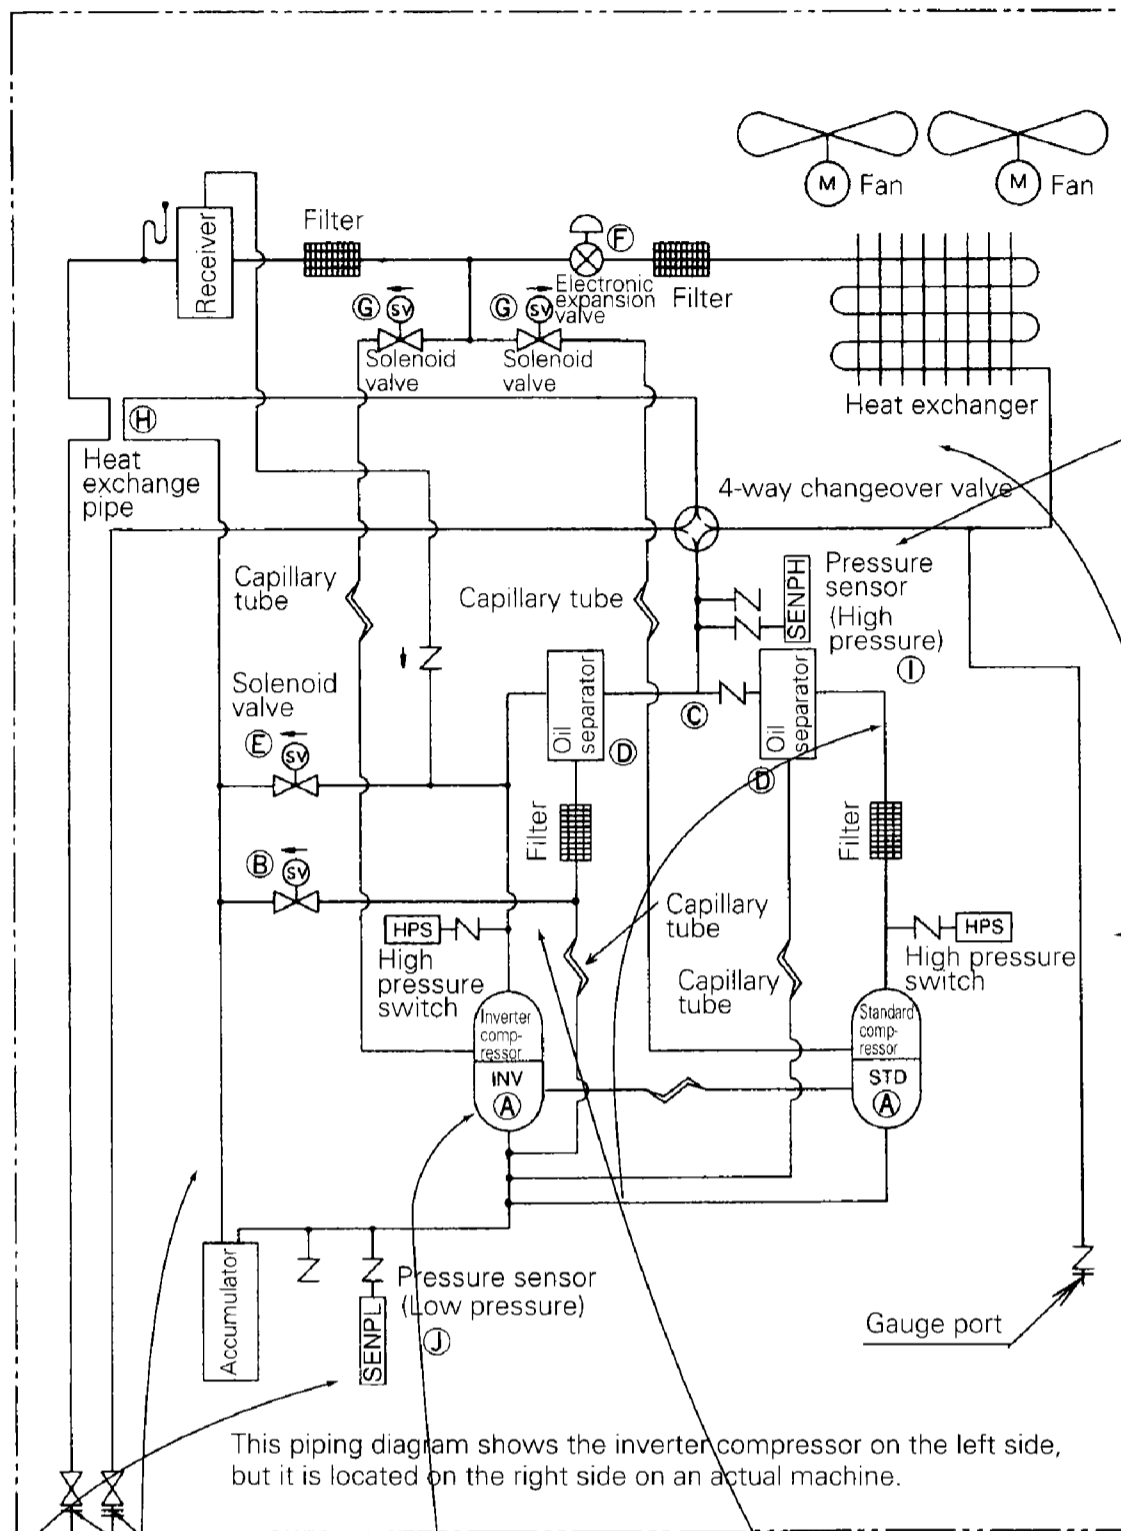 M Fan
M Fan
Filter
Receiver
F
Electronic
expansion
valve
Filter
G
SV
G
SV
Solenoid
valve
Solenoid
valve
Heat exchanger
H
Heat
exchange
pipe
4-way changeover valve
Capillary
tube
Capillary tube
SENPH
Pressure
sensor
(High
pressure)
I
Solenoid
valve
E
SV
Oil
separator
D
C
Oil
separator
D
Filter
Filter
B
SV
HPS
High
pressure
switch
Capillary
tube
Capillary
tube
HPS
High pressure
switch
Inverter
comp-
ressor
INV
A
Standard
comp-
ressor
STD
A
Accumulator
Pressure sensor
(Low pressure)
J
SENPL
Gauge port
This piping diagram shows the inverter compressor on the left side,
but it is located on the right side on an actual machine.